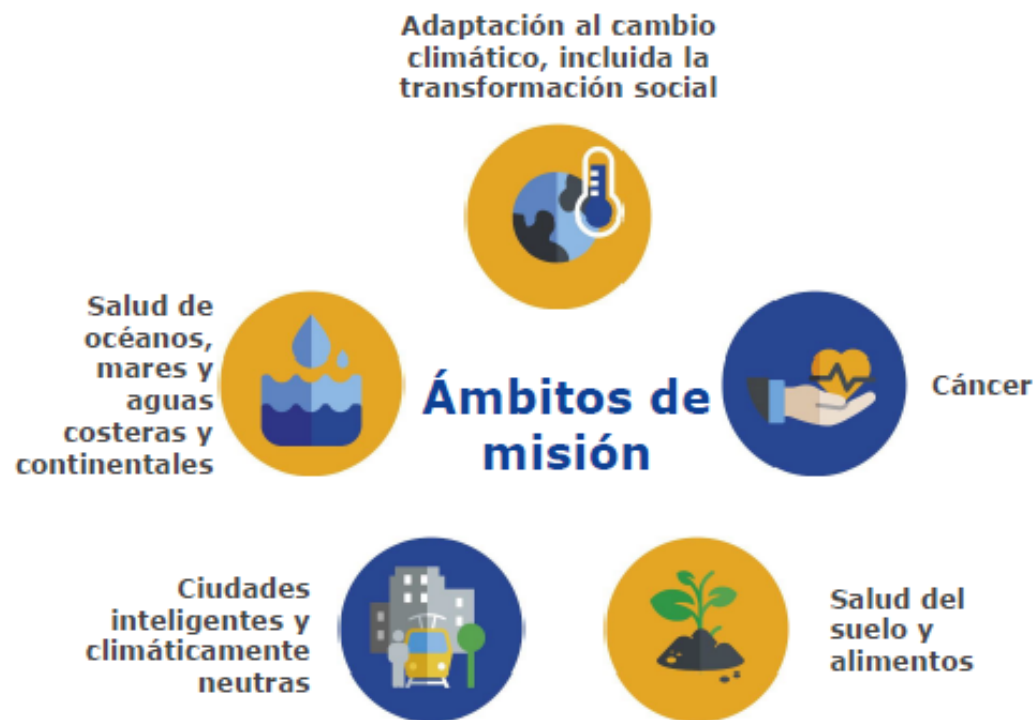 Adaptación al cambio
climático, incluida la
transformación social
Salud de
océanos,
mares y
aguas
costeras y
continentales
Ámbitos de
misión
Cáncer
Ciudades
inteligentes y
climáticamente
neutras
Salud del
suelo y
alimentos